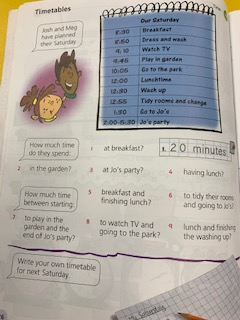 Timetables
Josh and Meg
have planned
their Saturday.
Our Saturday
8:30 Breakfast
8:50 Dress and wash
9:10 Watch TV
9:45 Play in garden
10:05 Go to the park
12:00 Lunchtime
12:30 Wash up
12:55 Tidy rooms and change
1:30 Go to Jo's
2:00-5:30 Jo's party
How much time
do they spend:
1 at breakfast?
1. 20 minutes
2 in the garden?
3 at Jo's party?
4 having lunch?
How much time
between starting:
5 breakfast and
finishing lunch?
6 to tidy their rooms
and going to Jo's?
7 to play in the
garden and the
end of Jo's party?
8 to watch TV and
going to the park?
9 lunch and finishing
the washing up?
Write your own timetable
for next Saturday.
Saturday